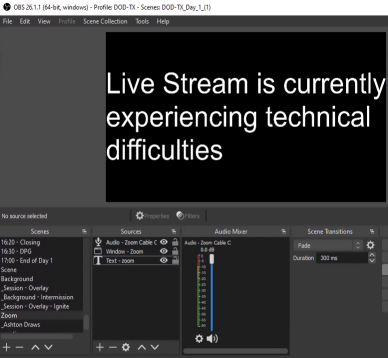 OBS 26.1.1 (64-bit, windows) - Profile: DOD-TX - Scenes: DOD-TX_Day_1_(1)
File Edit View Profile Scene Collection Tools Help
Live Stream is currently
experiencing technical
difficulties
No source selected
Properties Filters
Scenes Sources Audio Mixer Scene Transitions
16:20 - Closing
16:30 - DPG
17:00 - End of Day 1
Scene
Background
_Session - Overlay
_Background - Intermission
_Session - Overlay - Ignite
Zoom
_Ashton Draws
Audio - Zoom Cable C
Window - Zoom
Text - zoom
Audio - Zoom Cable C
0.0 dB
Fade
Duration 300 ms